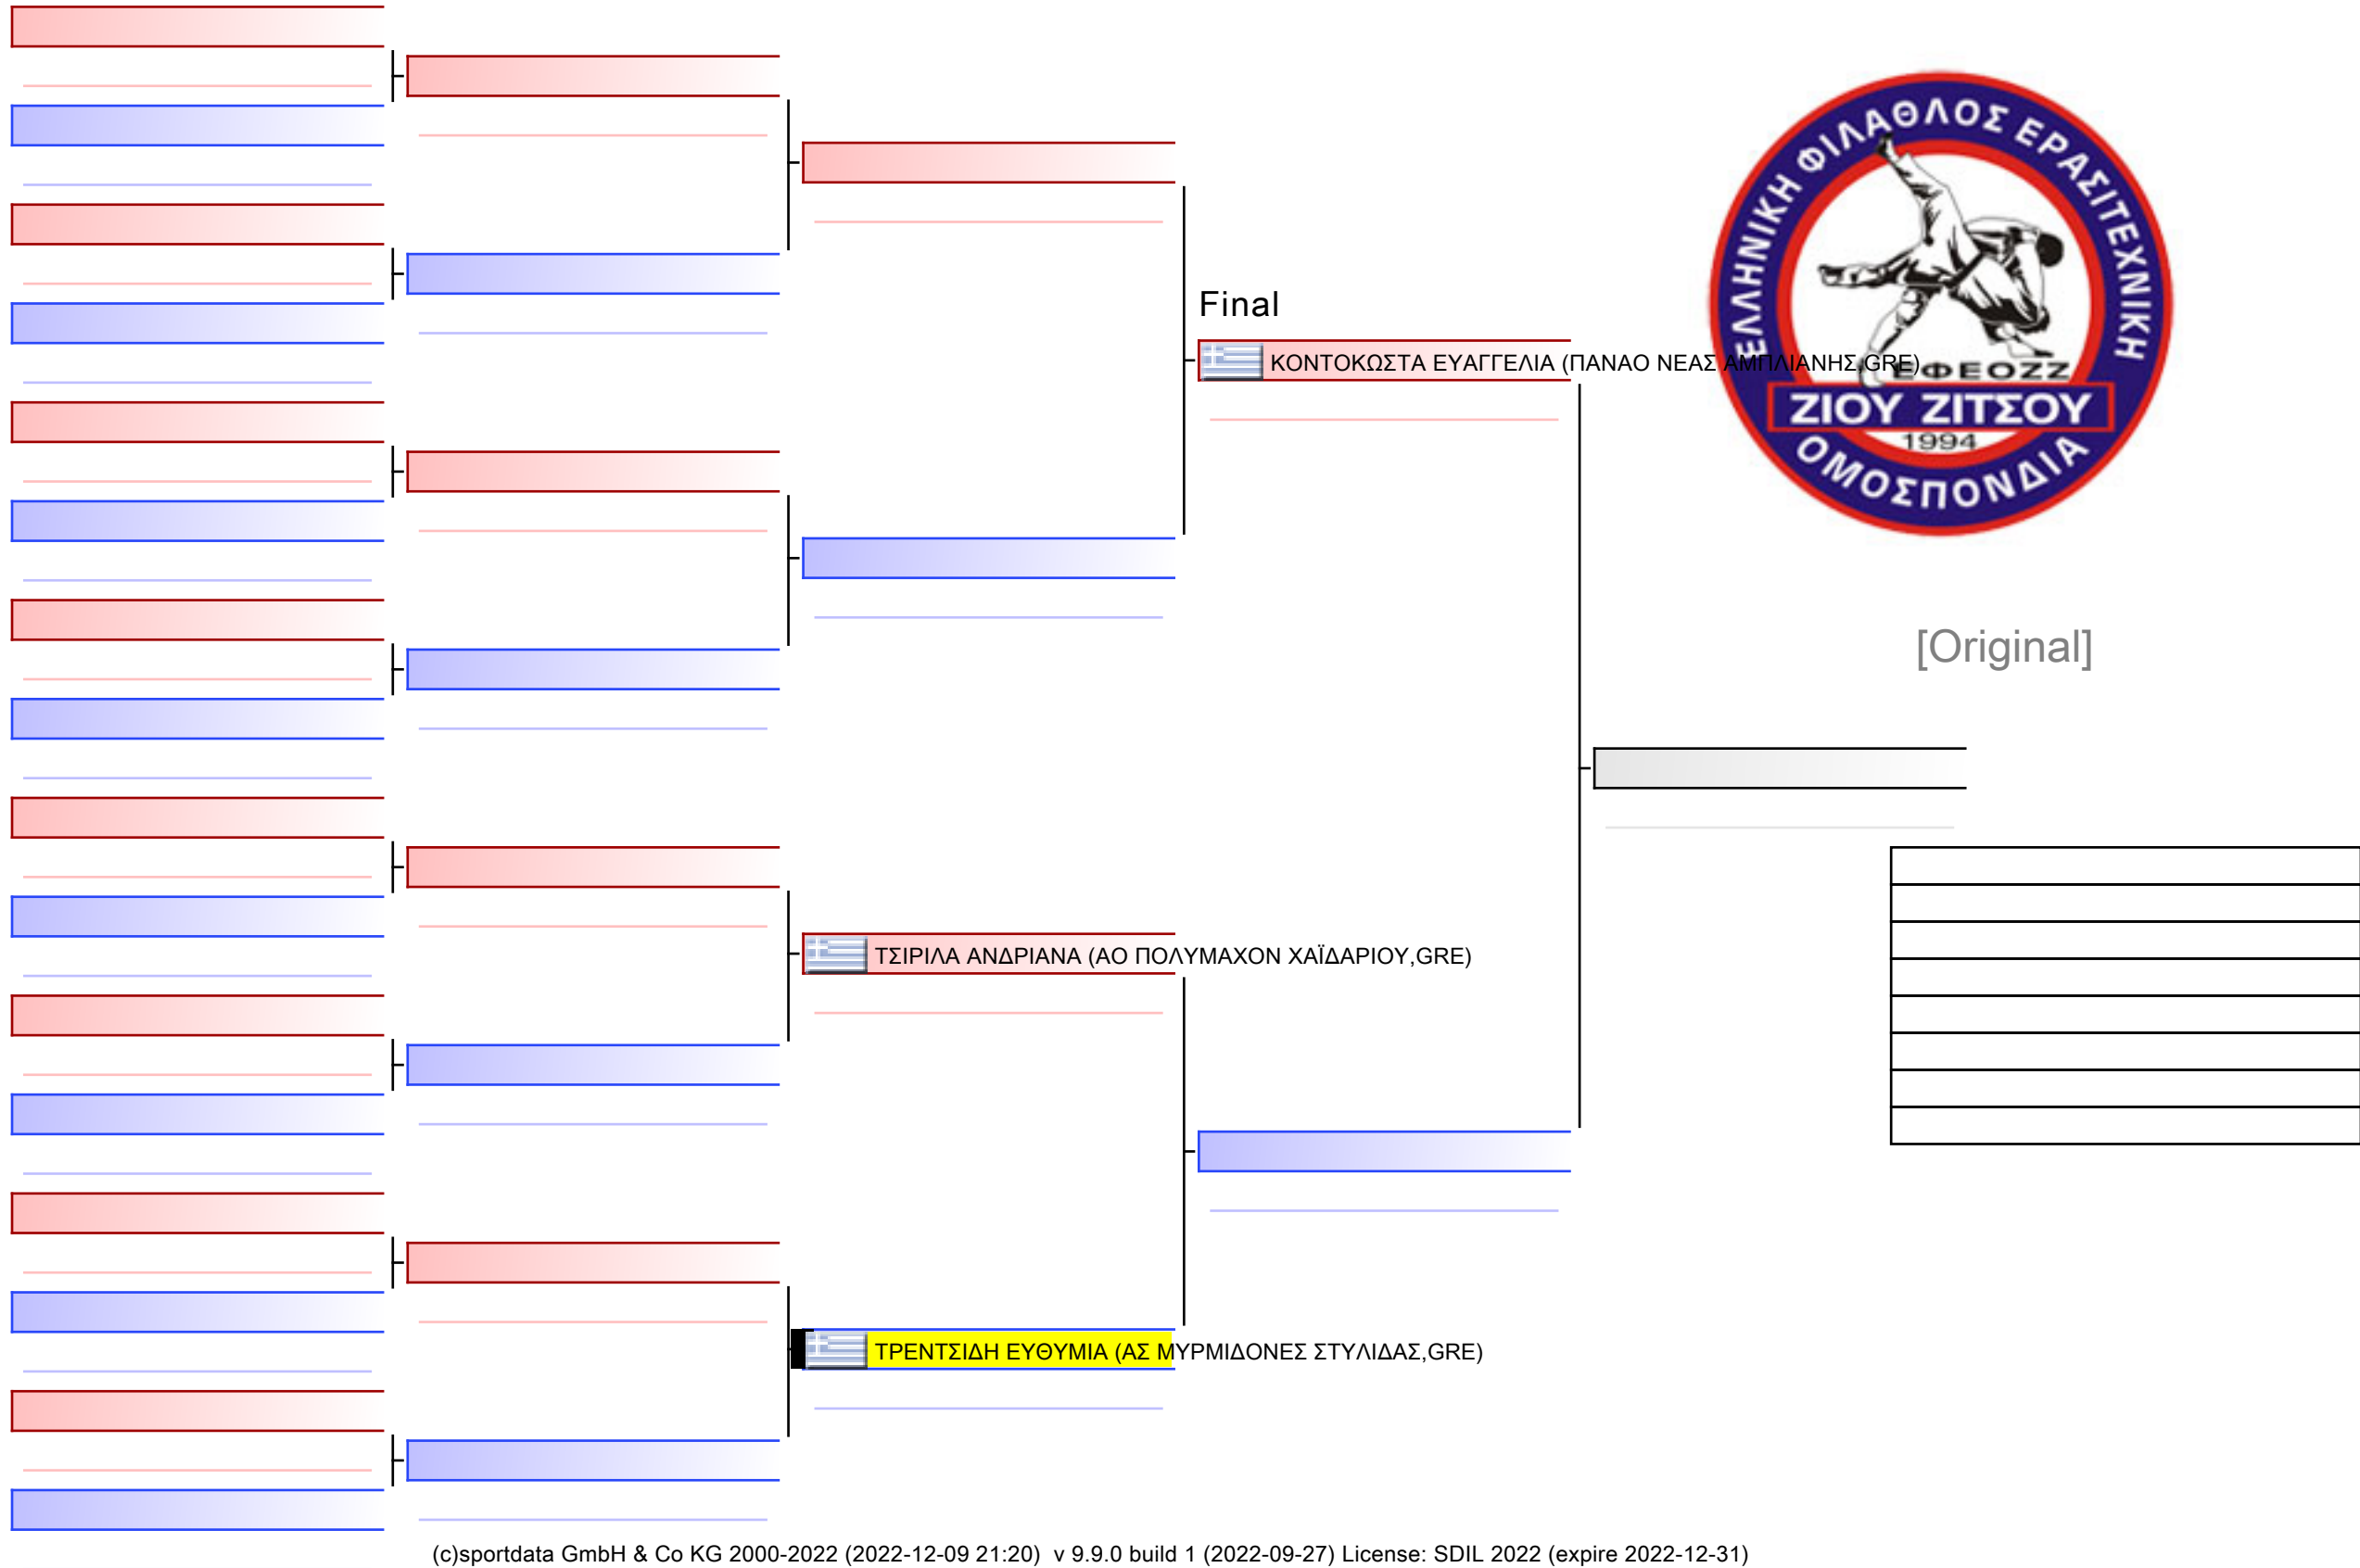 ΕΛΛΗΝΙΚΗ ΦΙΛΑΘΛΟΣ ΕΡΑΣΙΤΕΧΝΙΚΗ
Final
ΚΟΝΤΟΚΩΣΤΑ ΕΥΑΓΓΕΛΙΑ (ΠΑΝΑΟ ΝΕΑΣ ΑΜΠΛΙΑΝΗΣ,GRE)
ΕΦΕΟΖΖ
ΖΙΟΥ ΖΙΤΣΟΥ
1994
ΟΜΟΣΠΟΝΔΙΑ
[Original]
ΤΣΙΡΙΛΑ ΑΝΔΡΙΑΝΑ (ΑΟ ΠΟΛΥΜΑΧΟΝ ΧΑΪΔΑΡΙΟΥ,GRE)
ΤΡΕΝΤΣΙΔΗ ΕΥΘΥΜΙΑ (ΑΣ ΜΥΡΜΙΔΟΝΕΣ ΣΤΥΛΙΔΑΣ,GRE)
(c)sportdata GmbH & Co KG 2000-2022 (2022-12-09 21:20) v 9.9.0 build 1 (2022-09-27) License: SDIL 2022 (expire 2022-12-31)